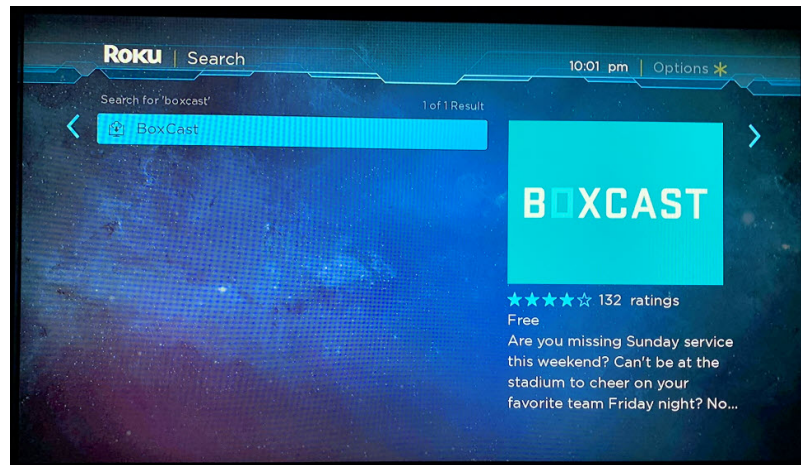 Roku | Search
10:01 pm | Options
Search for 'boxcast'
1 of 1 Result
BoxCast
BOXCAST
132 ratings
Free
Are you missing Sunday service
this weekend? Can't be at the
stadium to cheer on your
favorite team Friday night? No...